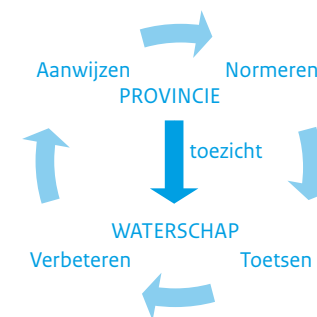 Aanwijzen Normeren
PROVINCIE
toezicht
WATERSCHAP
Verbeteren Toetsen